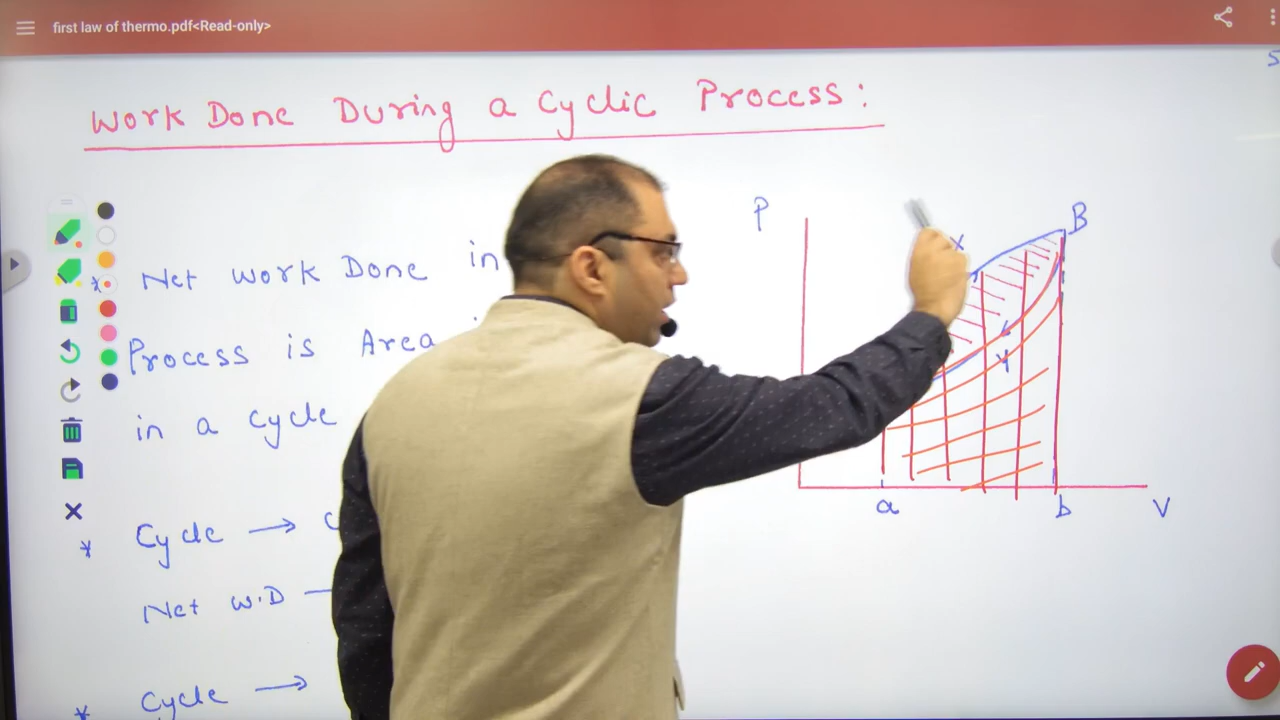 first law of thermo.pdf<Read-only>
Work Done During a Cyclic Process:
P
X
B
* Net work Done in
Process is Area
Y
in a cycle
a
b
V
* Cycle →
Net W.D
* Cycle →